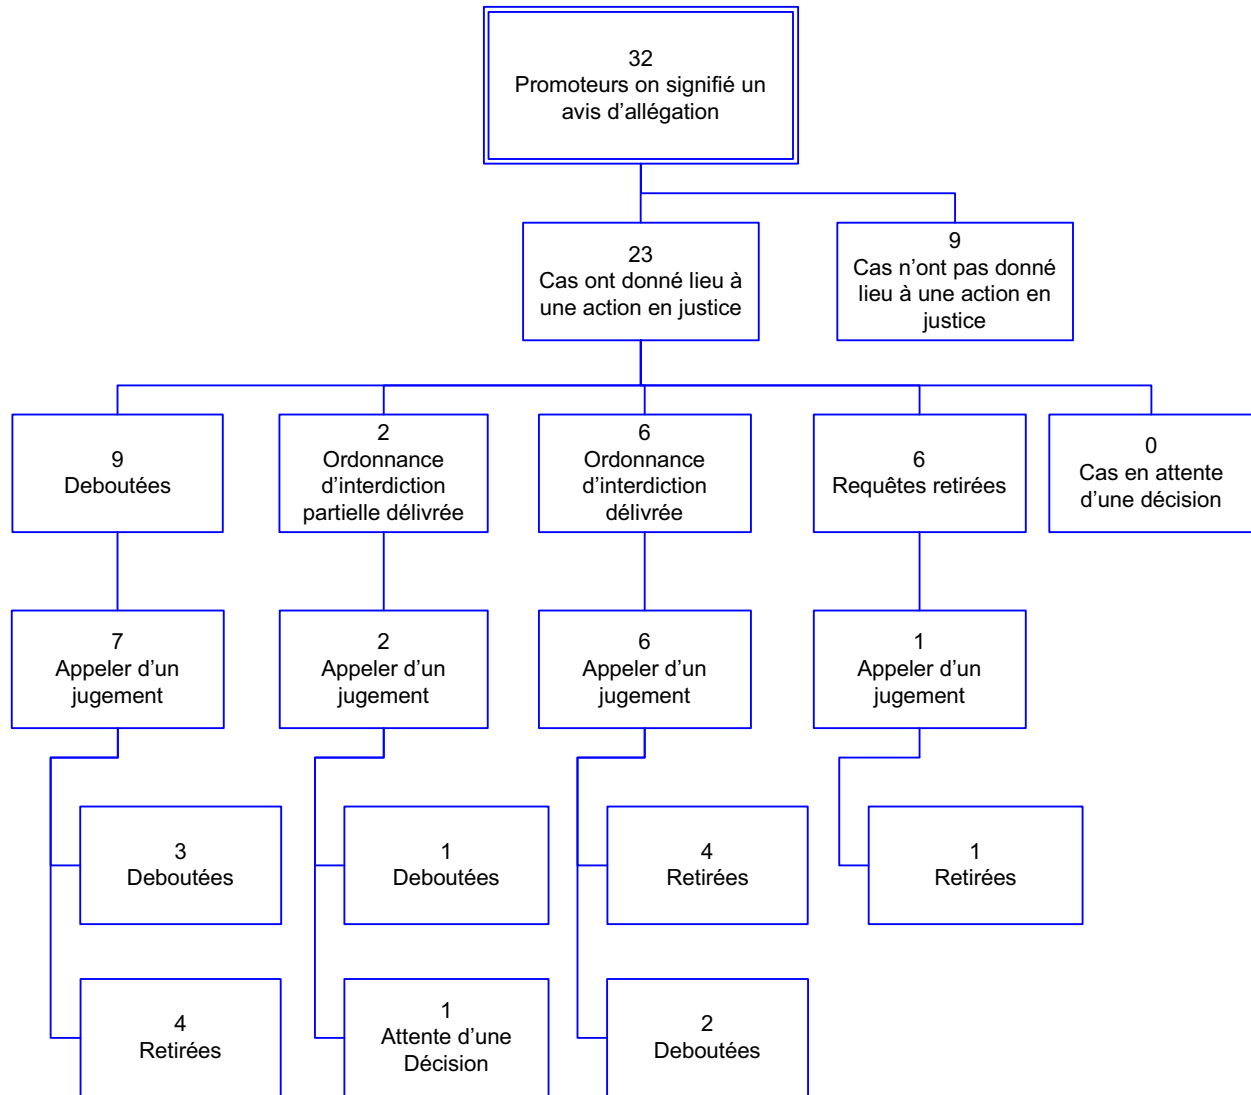 32
Promoteurs on signifié un
avis d'allégation
23
Cas ont donné lieu à
une action en justice
9
Cas n'ont pas donné
lieu à une action en
justice
9
Deboutées
2
Ordonnance
d'interdiction
partielle délivrée
6
Ordonnance
d'interdiction
délivrée
6
Requêtes retirées
0
Cas en attente
d'une décision
7
Appeler d'un
jugement
2
Appeler d'un
jugement
6
Appeler d'un
jugement
1
Appeler d'un
jugement
3
Deboutées
1
Deboutées
4
Retirées
1
Retirées
4
Retirées
1
Attente d'une
Décision
2
Deboutées